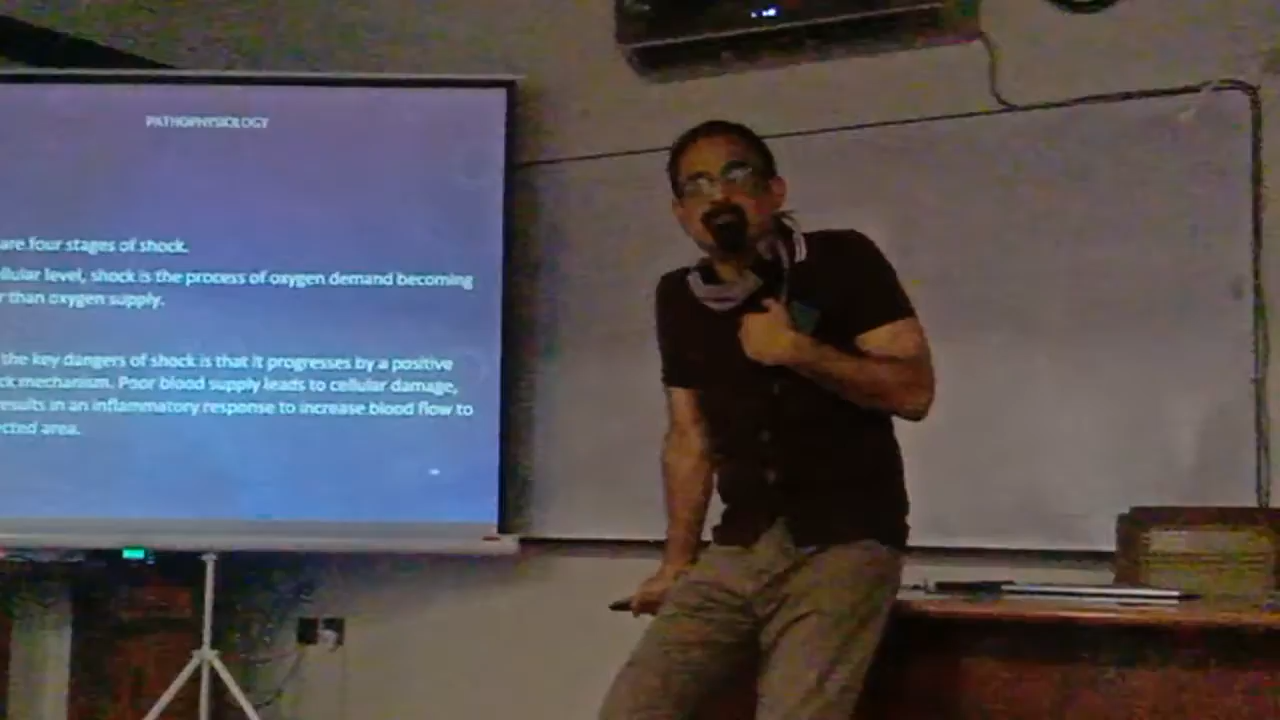 PATHOPHYSIOLOGY
are four stages of shock.
llular level, shock is the process of oxygen demand becoming
r than oxygen supply.
the key dangers of shock is that it progresses by a positive
ck mechanism. Poor blood supply leads to cellular damage,
esults in an inflammatory response to increase blood flow to
cted area.